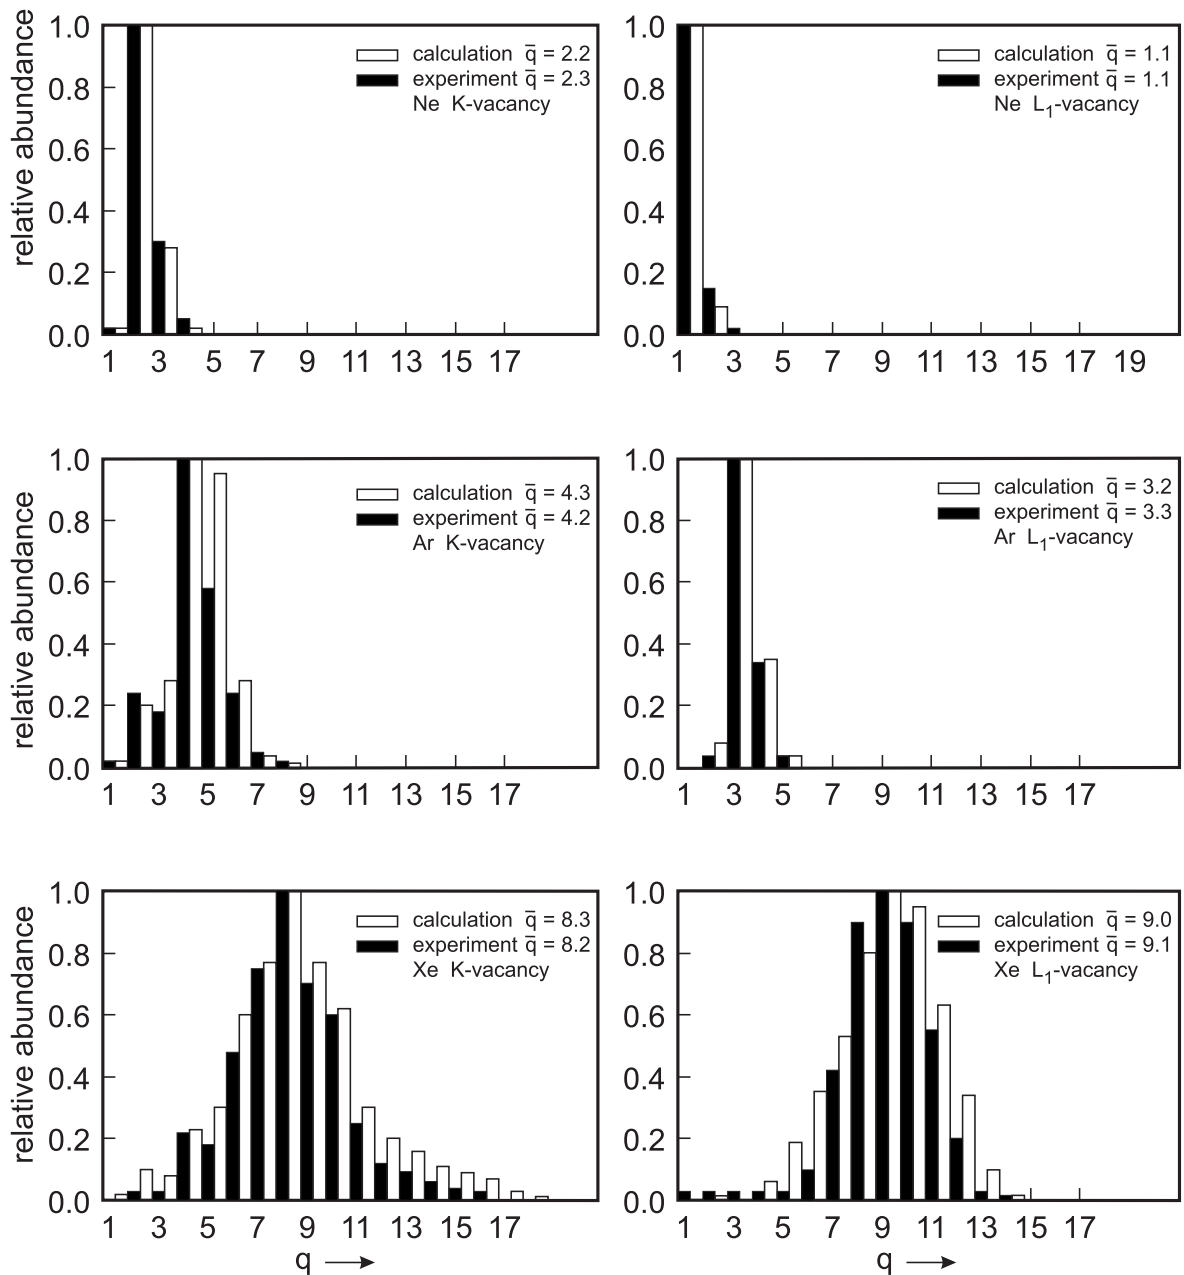 relative abundance
1.0
0.8
0.6
0.4
0.2
0.0
calculation q̅ = 2.2
experiment q̅ = 2.3
Ne K-vacancy
1 3 5 7 9 11 13 15 17
1.0
0.8
0.6
0.4
0.2
0.0
calculation q̅ = 1.1
experiment q̅ = 1.1
Ne L₁-vacancy
1 3 5 7 9 11 13 15 17 19
relative abundance
1.0
0.8
0.6
0.4
0.2
0.0
calculation q̅ = 4.3
experiment q̅ = 4.2
Ar K-vacancy
1 3 5 7 9 11 13 15 17
1.0
0.8
0.6
0.4
0.2
0.0
calculation q̅ = 3.2
experiment q̅ = 3.3
Ar L₁-vacancy
1 3 5 7 9 11 13 15 17
relative abundance
1.0
0.8
0.6
0.4
0.2
0.0
calculation q̅ = 8.3
experiment q̅ = 8.2
Xe K-vacancy
1 3 5 7 9 11 13 15 17
q →
1.0
0.8
0.6
0.4
0.2
0.0
calculation q̅ = 9.0
experiment q̅ = 9.1
Xe L₁-vacancy
1 3 5 7 9 11 13 15 17
q →